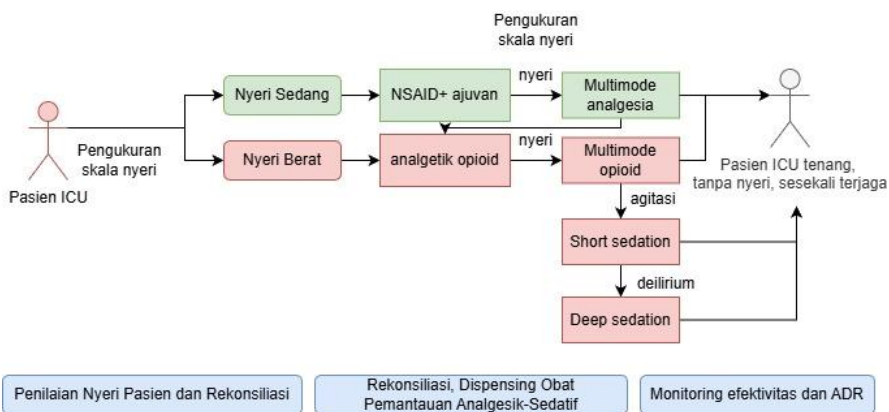 Pengukuran
skala nyeri
Nyeri Sedang
NSAID+ ajuvan
nyeri
Multimode
analgesia
Pengukuran
skala nyeri
Pasien ICU
Nyeri Berat
analgetik opioid
nyeri
Multimode
opioid
Pasien ICU tenang,
tanpa nyeri, sesekali terjaga
agitasi
Short sedation
deilirium
Deep sedation
Penilaian Nyeri Pasien dan Rekonsiliasi
Rekonsiliasi, Dispensing Obat
Pemantauan Analgesik-Sedatif
Monitoring efektivitas dan ADR